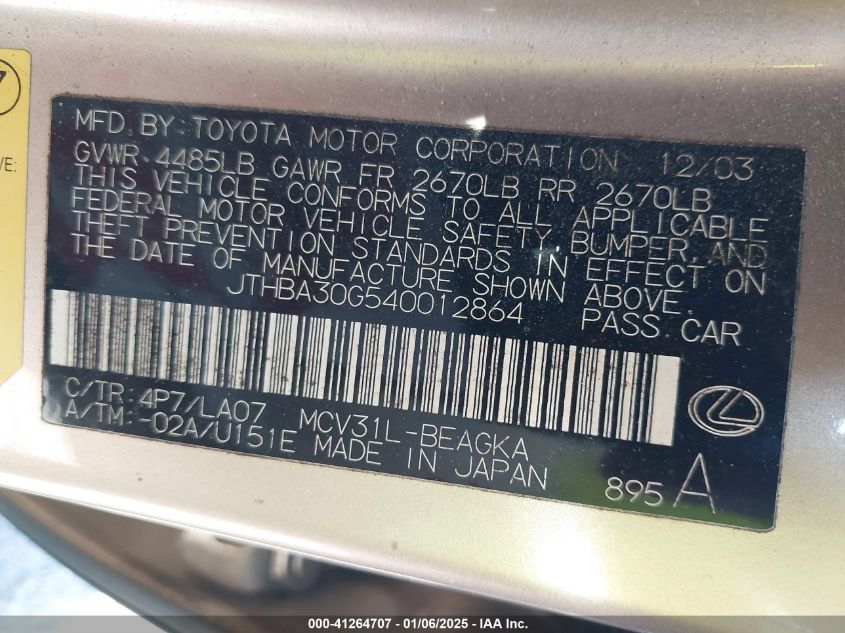 7
VE:
MFD. BY TOYOTA MOTOR CORPORATION 12/03
GVWR 4485LB GAWR FR 2670LB RR 2670LB
THIS VEHICLE CONFORMS TO ALL APPLICABLE
FEDERAL MOTOR VEHICLE SAFETY, BUMPER, AND
THEFT PREVENTION STANDARDS IN EFFECT ON
THE DATE OF MANUFACTURE SHOWN ABOVE.
JTHBA30G540012864 PASS. CAR
C/TR: 4P7/LA07 MCV31L-BEAGKA
A/TM: -02A/U151E MADE IN JAPAN
895 A
000-41264707 - 01/06/2025 - IAA Inc.